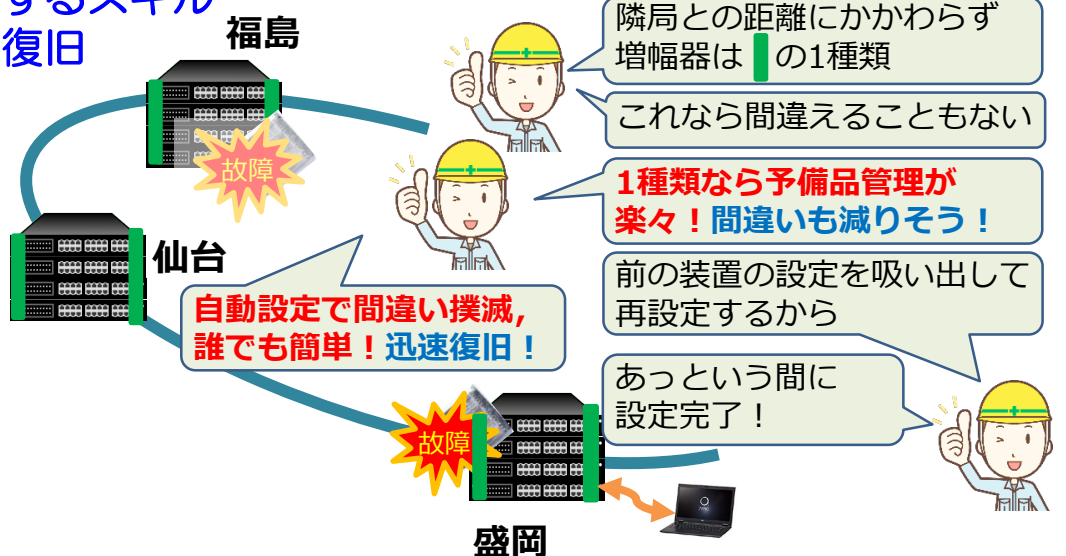 するスキル
復旧
福島
隣局との距離にかかわらず
増幅器は の1種類
これなら間違えることもない
故障
1種類なら予備品管理が
楽々！間違いも減りそう！
仙台
前の装置の設定を吸い出して
再設定するから
自動設定で間違い撲滅,
誰でも簡単！迅速復旧！
あっという間に
設定完了！
故障
盛岡